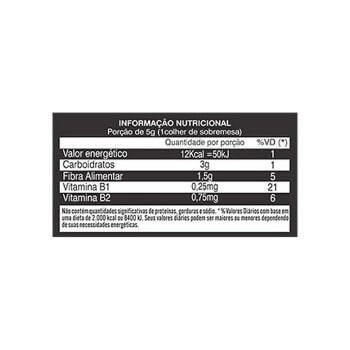 INFORMAÇÃO NUTRICIONAL
Porção de 5g (1colher de sobremesa)
Quantidade por porção %VD (*)
Valor energético 12Kcal =50kJ 1
Carboidratos 3g 1
Fibra Alimentar 1,5g 5
Vitamina B1 0,25mg 21
Vitamina B2 0,75mg 6
Não contém quantidades significativas de proteínas, gorduras e sódio. * % Valores Diários com base em
uma dieta de 2.000 kcal ou 8400 kJ. Seus valores diários podem ser maiores ou menores dependendo
de suas necessidades energéticas.